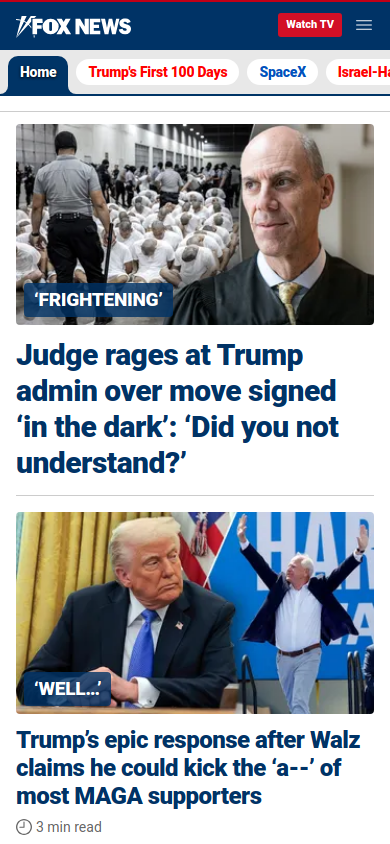 FOX NEWS
Watch TV
Home
Trump's First 100 Days
SpaceX
Israel-Ha
‘FRIGHTENING’
Judge rages at Trump
admin over move signed
‘in the dark’: ‘Did you not
understand?’
HAR
WA
‘WELL...’
Trump’s epic response after Walz
claims he could kick the ‘a--’ of
most MAGA supporters
3 min read